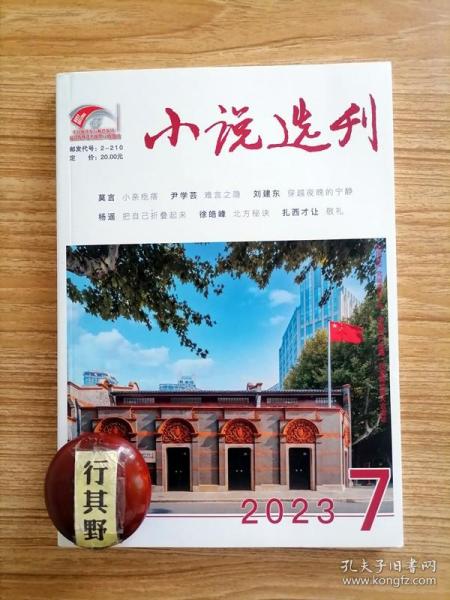 小说选刊
邮发代号：2-210
定 价：20.00元
莫言 小亲疙瘩 尹学芸 难言之隐 刘建东 穿越夜晚的宁静
杨遥 把自己折叠起来 徐皓峰 北方秘诀 扎西才让 敬礼
行其野
2023 7
孔夫子旧书网
www.kongfz.com